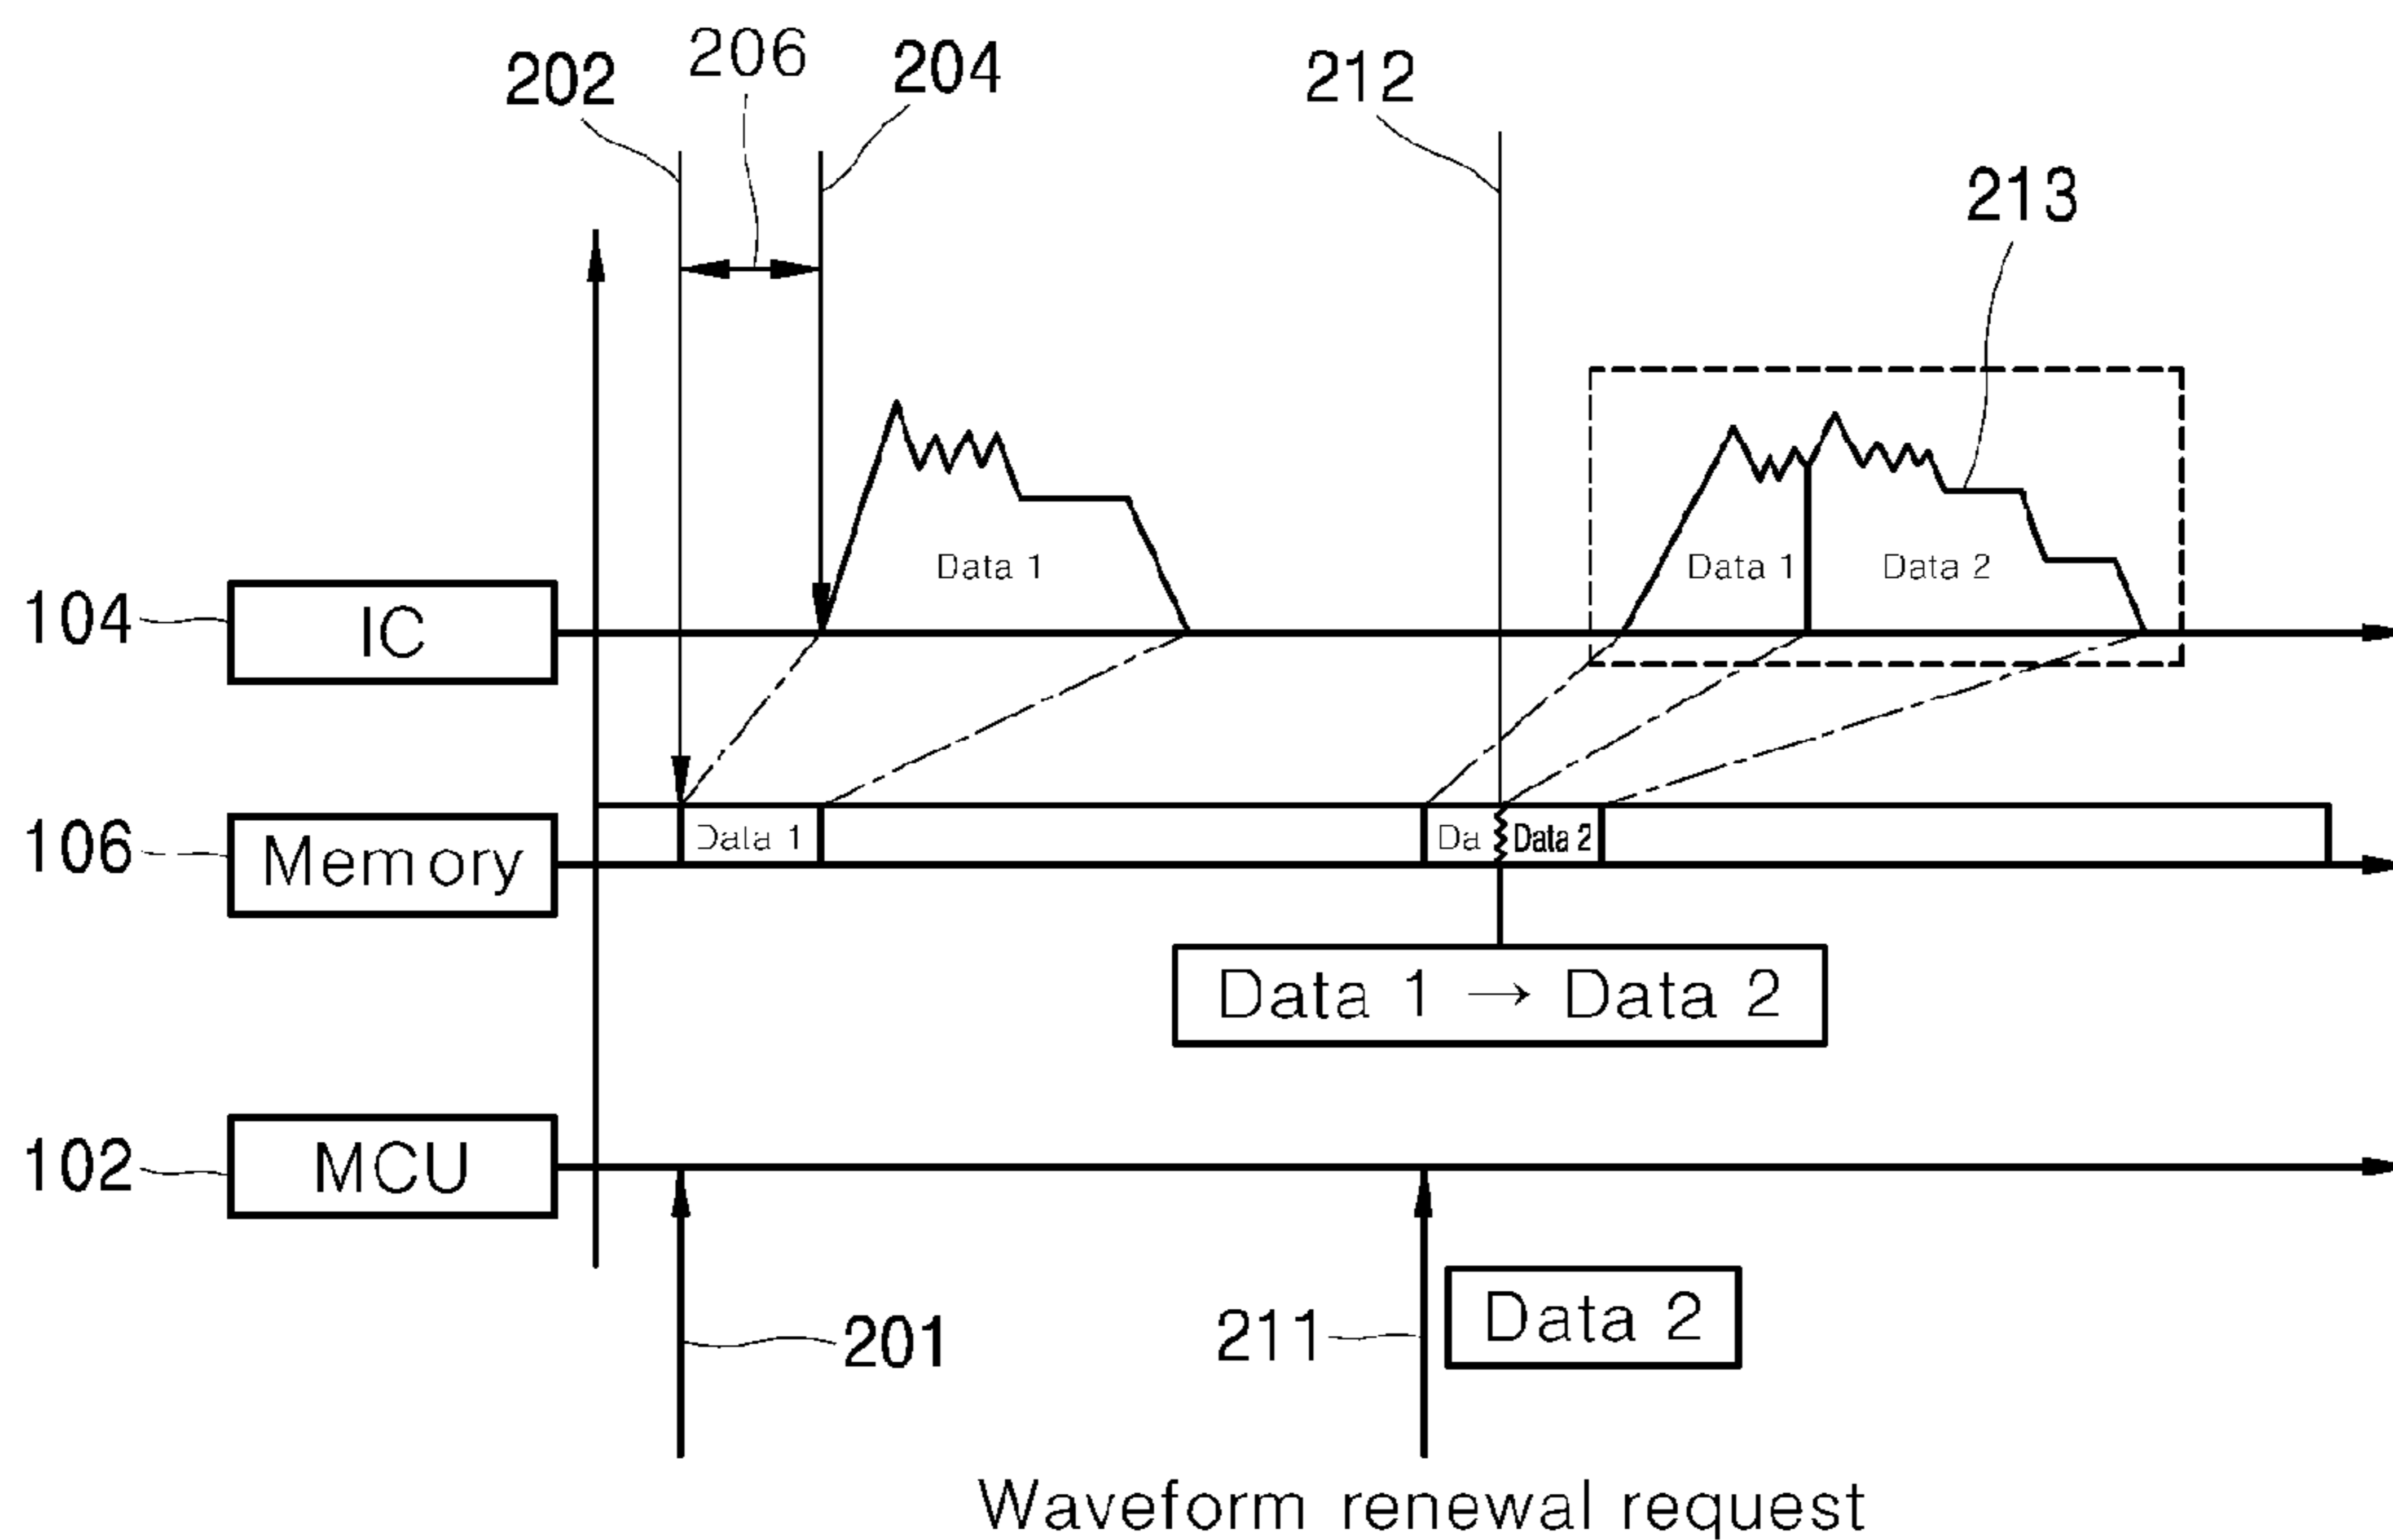 202
206
204
212
213
Data 1
Data 1
Data 2
104
IC
106
Memory
Data 1
Da
Data 2
Data 1 → Data 2
102
MCU
201
211
Data 2
Waveform renewal request